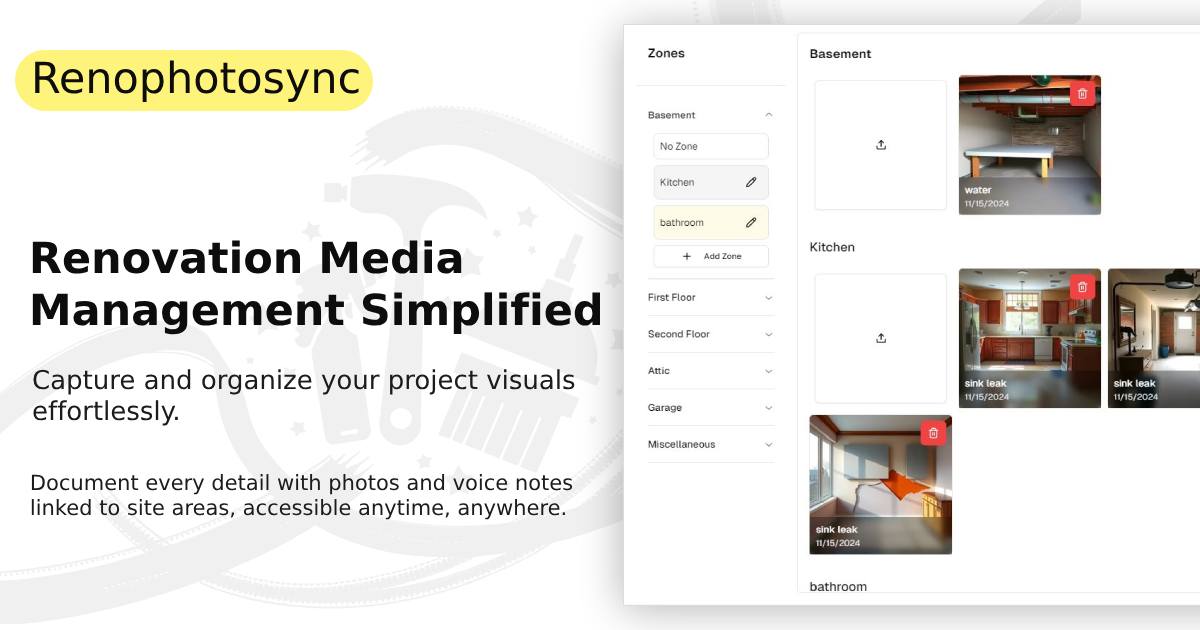 Renophotosync
Renovation Media
Management Simplified
Capture and organize your project visuals
effortlessly.
Document every detail with photos and voice notes
linked to site areas, accessible anytime, anywhere.
Zones
Basement
No Zone
Kitchen
bathroom
+ Add Zone
First Floor
Second Floor
Attic
Garage
Miscellaneous
Basement
water
11/15/2024
Kitchen
sink leak
11/15/2024
sink leak
11/15/2024
sink leak
11/15/2024
bathroom